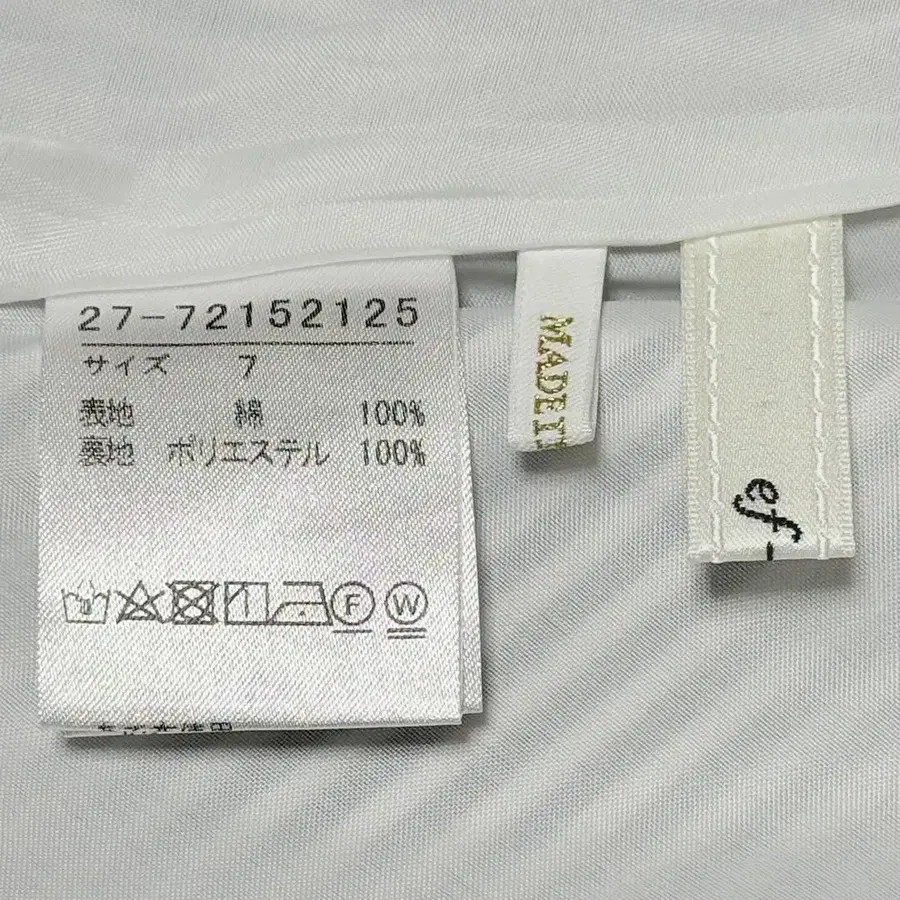 27-72152125
サイズ 7
表地 綿 100%
裏地 ポリエステル 100%
F W
MADE I
ef-